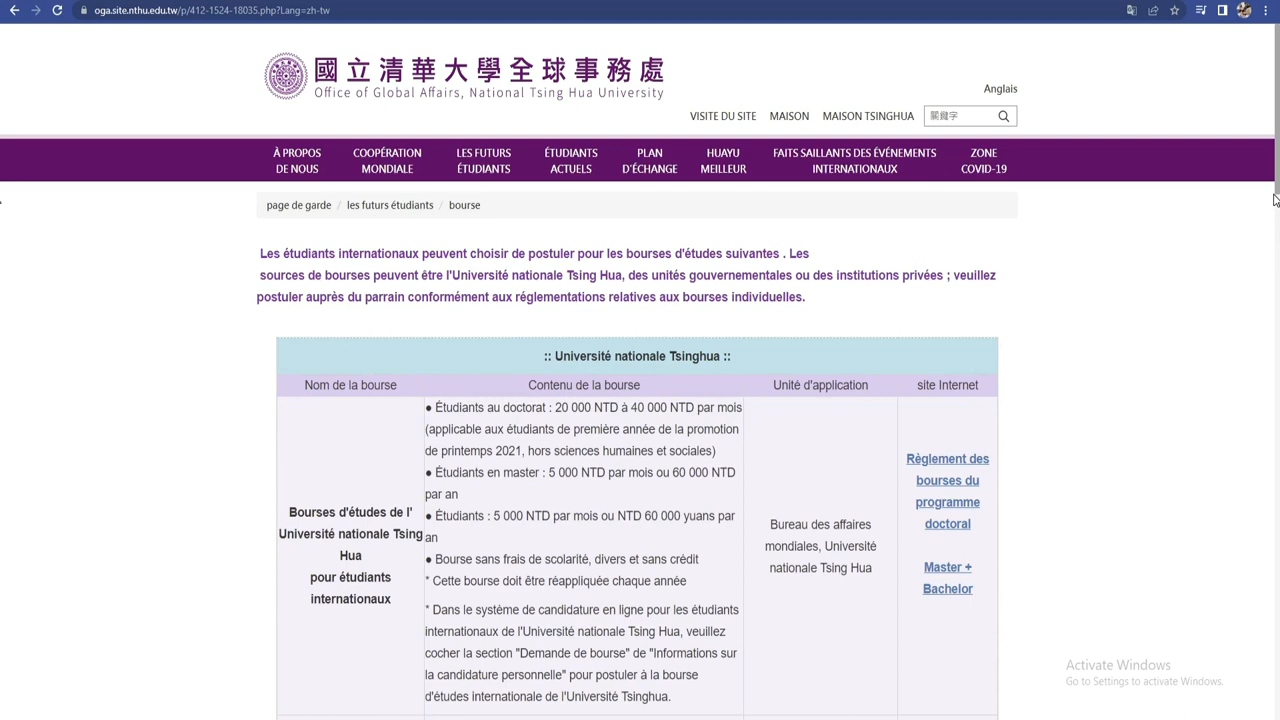 oga.site.nthu.edu.tw/p/412-1524-18035.php?Lang=zh-tw
國立清華大學全球事務處
Office of Global Affairs, National Tsing Hua University
Anglais
VISITE DU SITE MAISON MAISON TSINGHUA 關鍵字
À PROPOS DE NOUS
COOPÉRATION MONDIALE
LES FUTURS ÉTUDIANTS
ÉTUDIANTS ACTUELS
PLAN D'ÉCHANGE
HUAYU MEILLEUR
FAITS SAILLANTS DES ÉVÉNEMENTS INTERNATIONAUX
ZONE COVID-19
page de garde / les futurs étudiants / bourse
Les étudiants internationaux peuvent choisir de postuler pour les bourses d'études suivantes . Les
sources de bourses peuvent être l'Université nationale Tsing Hua, des unités gouvernementales ou des institutions privées ; veuillez
postuler auprès du parrain conformément aux réglementations relatives aux bourses individuelles.
:: Université nationale Tsinghua ::
Nom de la bourse Contenu de la bourse Unité d'application site Internet
Bourses d'études de l'
Université nationale Tsing
Hua
pour étudiants
internationaux
● Étudiants au doctorat : 20 000 NTD à 40 000 NTD par mois
(applicable aux étudiants de première année de la promotion
de printemps 2021, hors sciences humaines et sociales)
● Étudiants en master : 5 000 NTD par mois ou 60 000 NTD
par an
● Étudiants : 5 000 NTD par mois ou NTD 60 000 yuans par
an
● Bourse sans frais de scolarité, divers et sans crédit
* Cette bourse doit être réappliquée chaque année
* Dans le système de candidature en ligne pour les étudiants
internationaux de l'Université nationale Tsing Hua, veuillez
cocher la section "Demande de bourse" de "Informations sur
la candidature personnelle" pour postuler à la bourse
d'études internationale de l'Université Tsinghua.
Bureau des affaires
mondiales, Université
nationale Tsing Hua
Règlement des
bourses du
programme
doctoral
Master +
Bachelor
Activate Windows
Go to Settings to activate Windows.